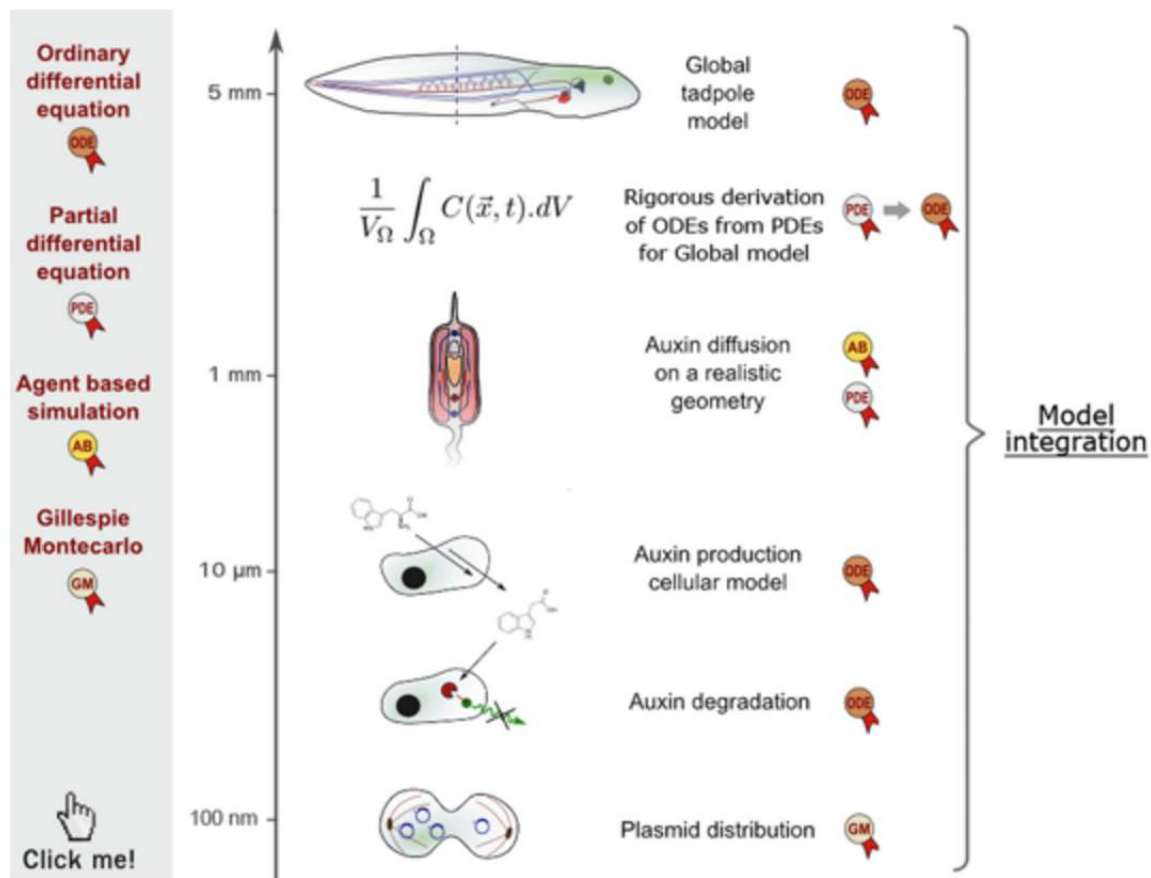 Ordinary
differential
equation
ODE
Partial
differential
equation
PDE
Agent based
simulation
AB
Gillespie
Montecarlo
GM
Click me!
5 mm
Global
tadpole
model
ODE
1/V_Ω ∫_Ω C(x⃗, t).dV
Rigorous derivation
of ODEs from PDEs
for Global model
PDE
ODE
1 mm
Auxin diffusion
on a realistic
geometry
AB
PDE
10 µm
Auxin production
cellular model
ODE
Auxin degradation
ODE
100 nm
Plasmid distribution
GM
Model
integration